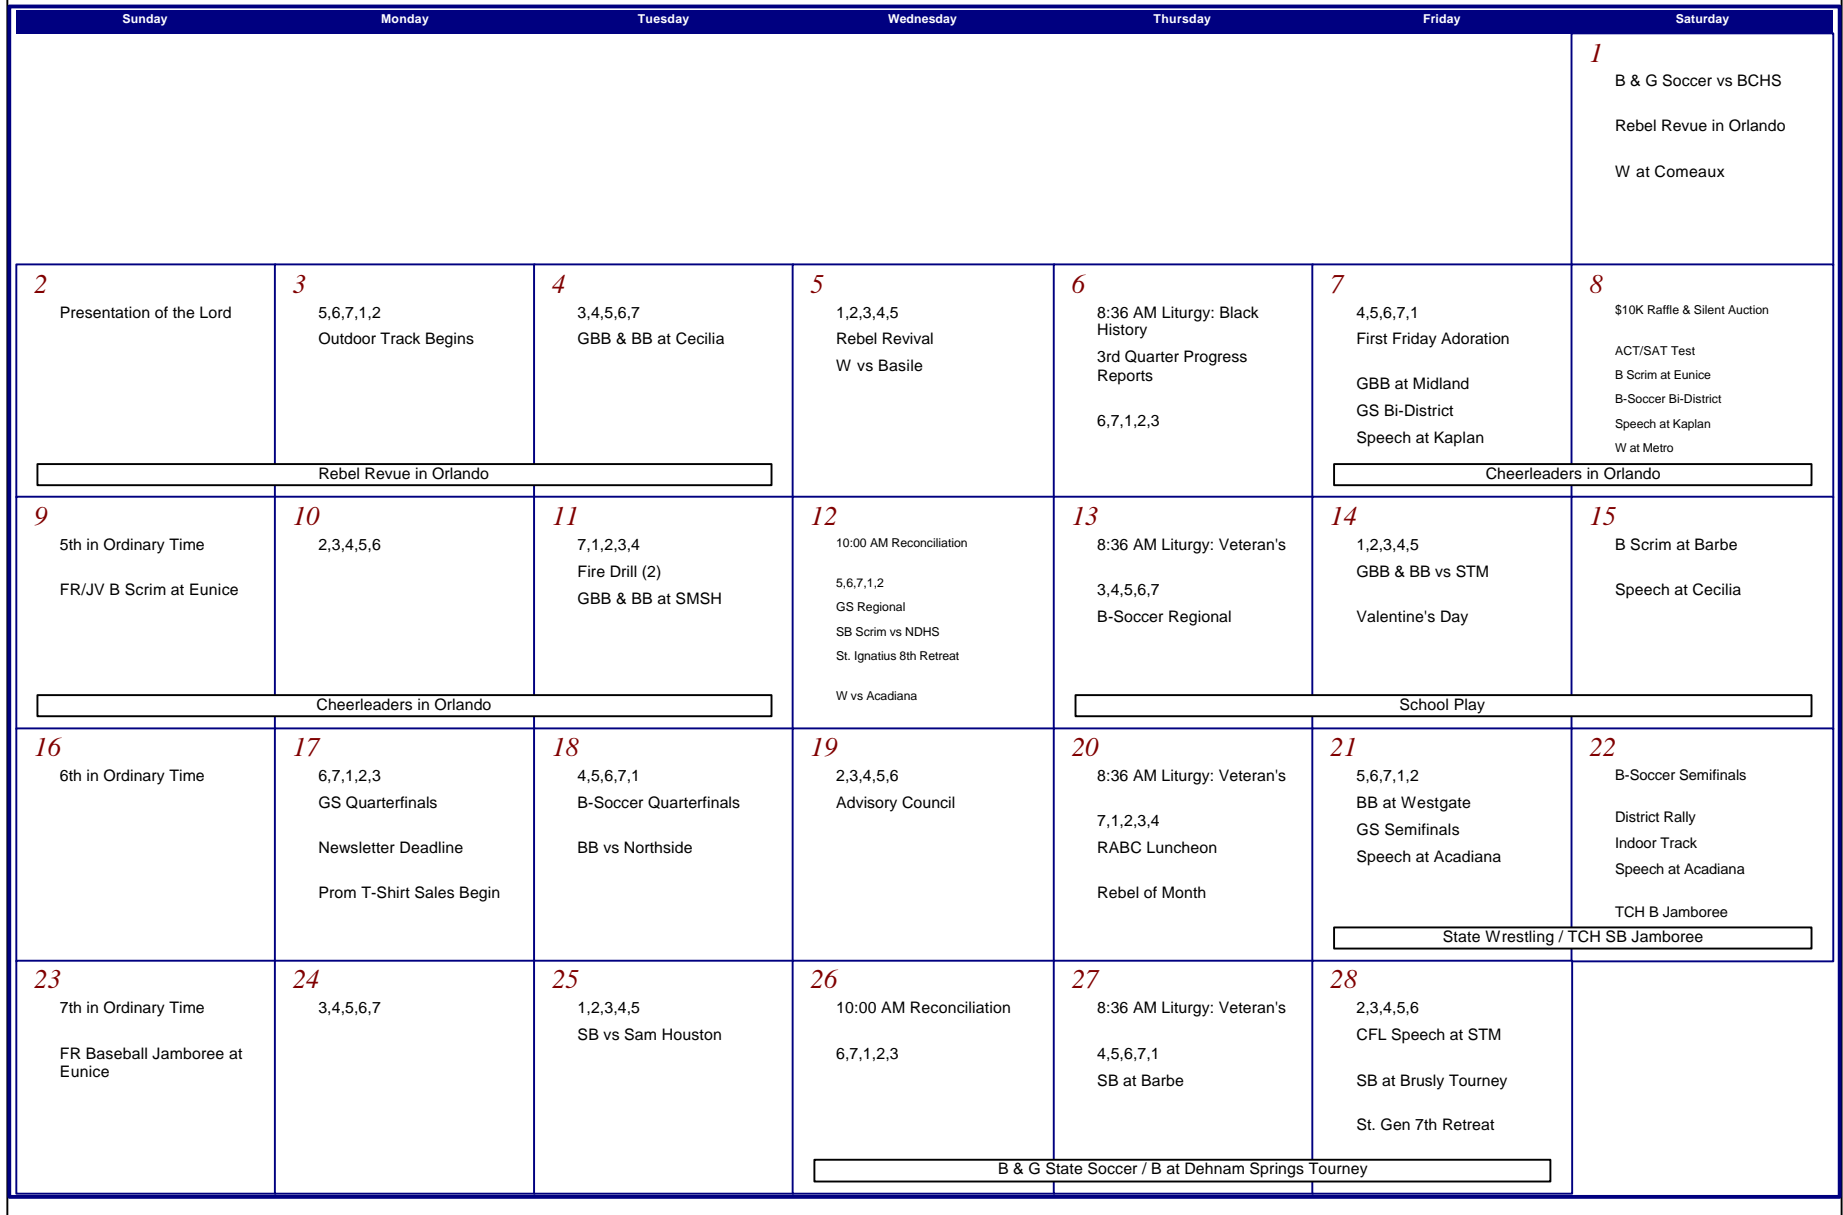 Sunday Monday Tuesday Wednesday Thursday Friday Saturday
1
B & G Soccer vs BCHS
Rebel Revue in Orlando
W at Comeaux
2
Presentation of the Lord
3
5,6,7,1,2
Outdoor Track Begins
4
3,4,5,6,7
GBB & BB at Cecilia
5
1,2,3,4,5
Rebel Revival
W vs Basile
6
8:36 AM Liturgy: Black
History
3rd Quarter Progress
Reports
6,7,1,2,3
7
4,5,6,7,1
First Friday Adoration
GBB at Midland
GS Bi-District
Speech at Kaplan
8
$10K Raffle & Silent Auction
ACT/SAT Test
B Scrim at Eunice
B-Soccer Bi-District
Speech at Kaplan
W at Metro
Rebel Revue in Orlando
Cheerleaders in Orlando
9
5th in Ordinary Time
FR/JV B Scrim at Eunice
10
2,3,4,5,6
11
7,1,2,3,4
Fire Drill (2)
GBB & BB at SMSH
12
10:00 AM Reconciliation
5,6,7,1,2
GS Regional
SB Scrim vs NDHS
St. Ignatius 8th Retreat
W vs Acadiana
13
8:36 AM Liturgy: Veteran's
3,4,5,6,7
B-Soccer Regional
14
1,2,3,4,5
GBB & BB vs STM
Valentine's Day
15
B Scrim at Barbe
Speech at Cecilia
Cheerleaders in Orlando
School Play
16
6th in Ordinary Time
17
6,7,1,2,3
GS Quarterfinals
Newsletter Deadline
Prom T-Shirt Sales Begin
18
4,5,6,7,1
B-Soccer Quarterfinals
BB vs Northside
19
2,3,4,5,6
Advisory Council
20
8:36 AM Liturgy: Veteran's
7,1,2,3,4
RABC Luncheon
Rebel of Month
21
5,6,7,1,2
BB at Westgate
GS Semifinals
Speech at Acadiana
22
B-Soccer Semifinals
District Rally
Indoor Track
Speech at Acadiana
TCH B Jamboree
State Wrestling / TCH SB Jamboree
23
7th in Ordinary Time
FR Baseball Jamboree at
Eunice
24
3,4,5,6,7
25
1,2,3,4,5
SB vs Sam Houston
26
10:00 AM Reconciliation
6,7,1,2,3
27
8:36 AM Liturgy: Veteran's
4,5,6,7,1
SB at Barbe
28
2,3,4,5,6
CFL Speech at STM
SB at Brusly Tourney
St. Gen 7th Retreat
B & G State Soccer / B at Dehnam Springs Tourney